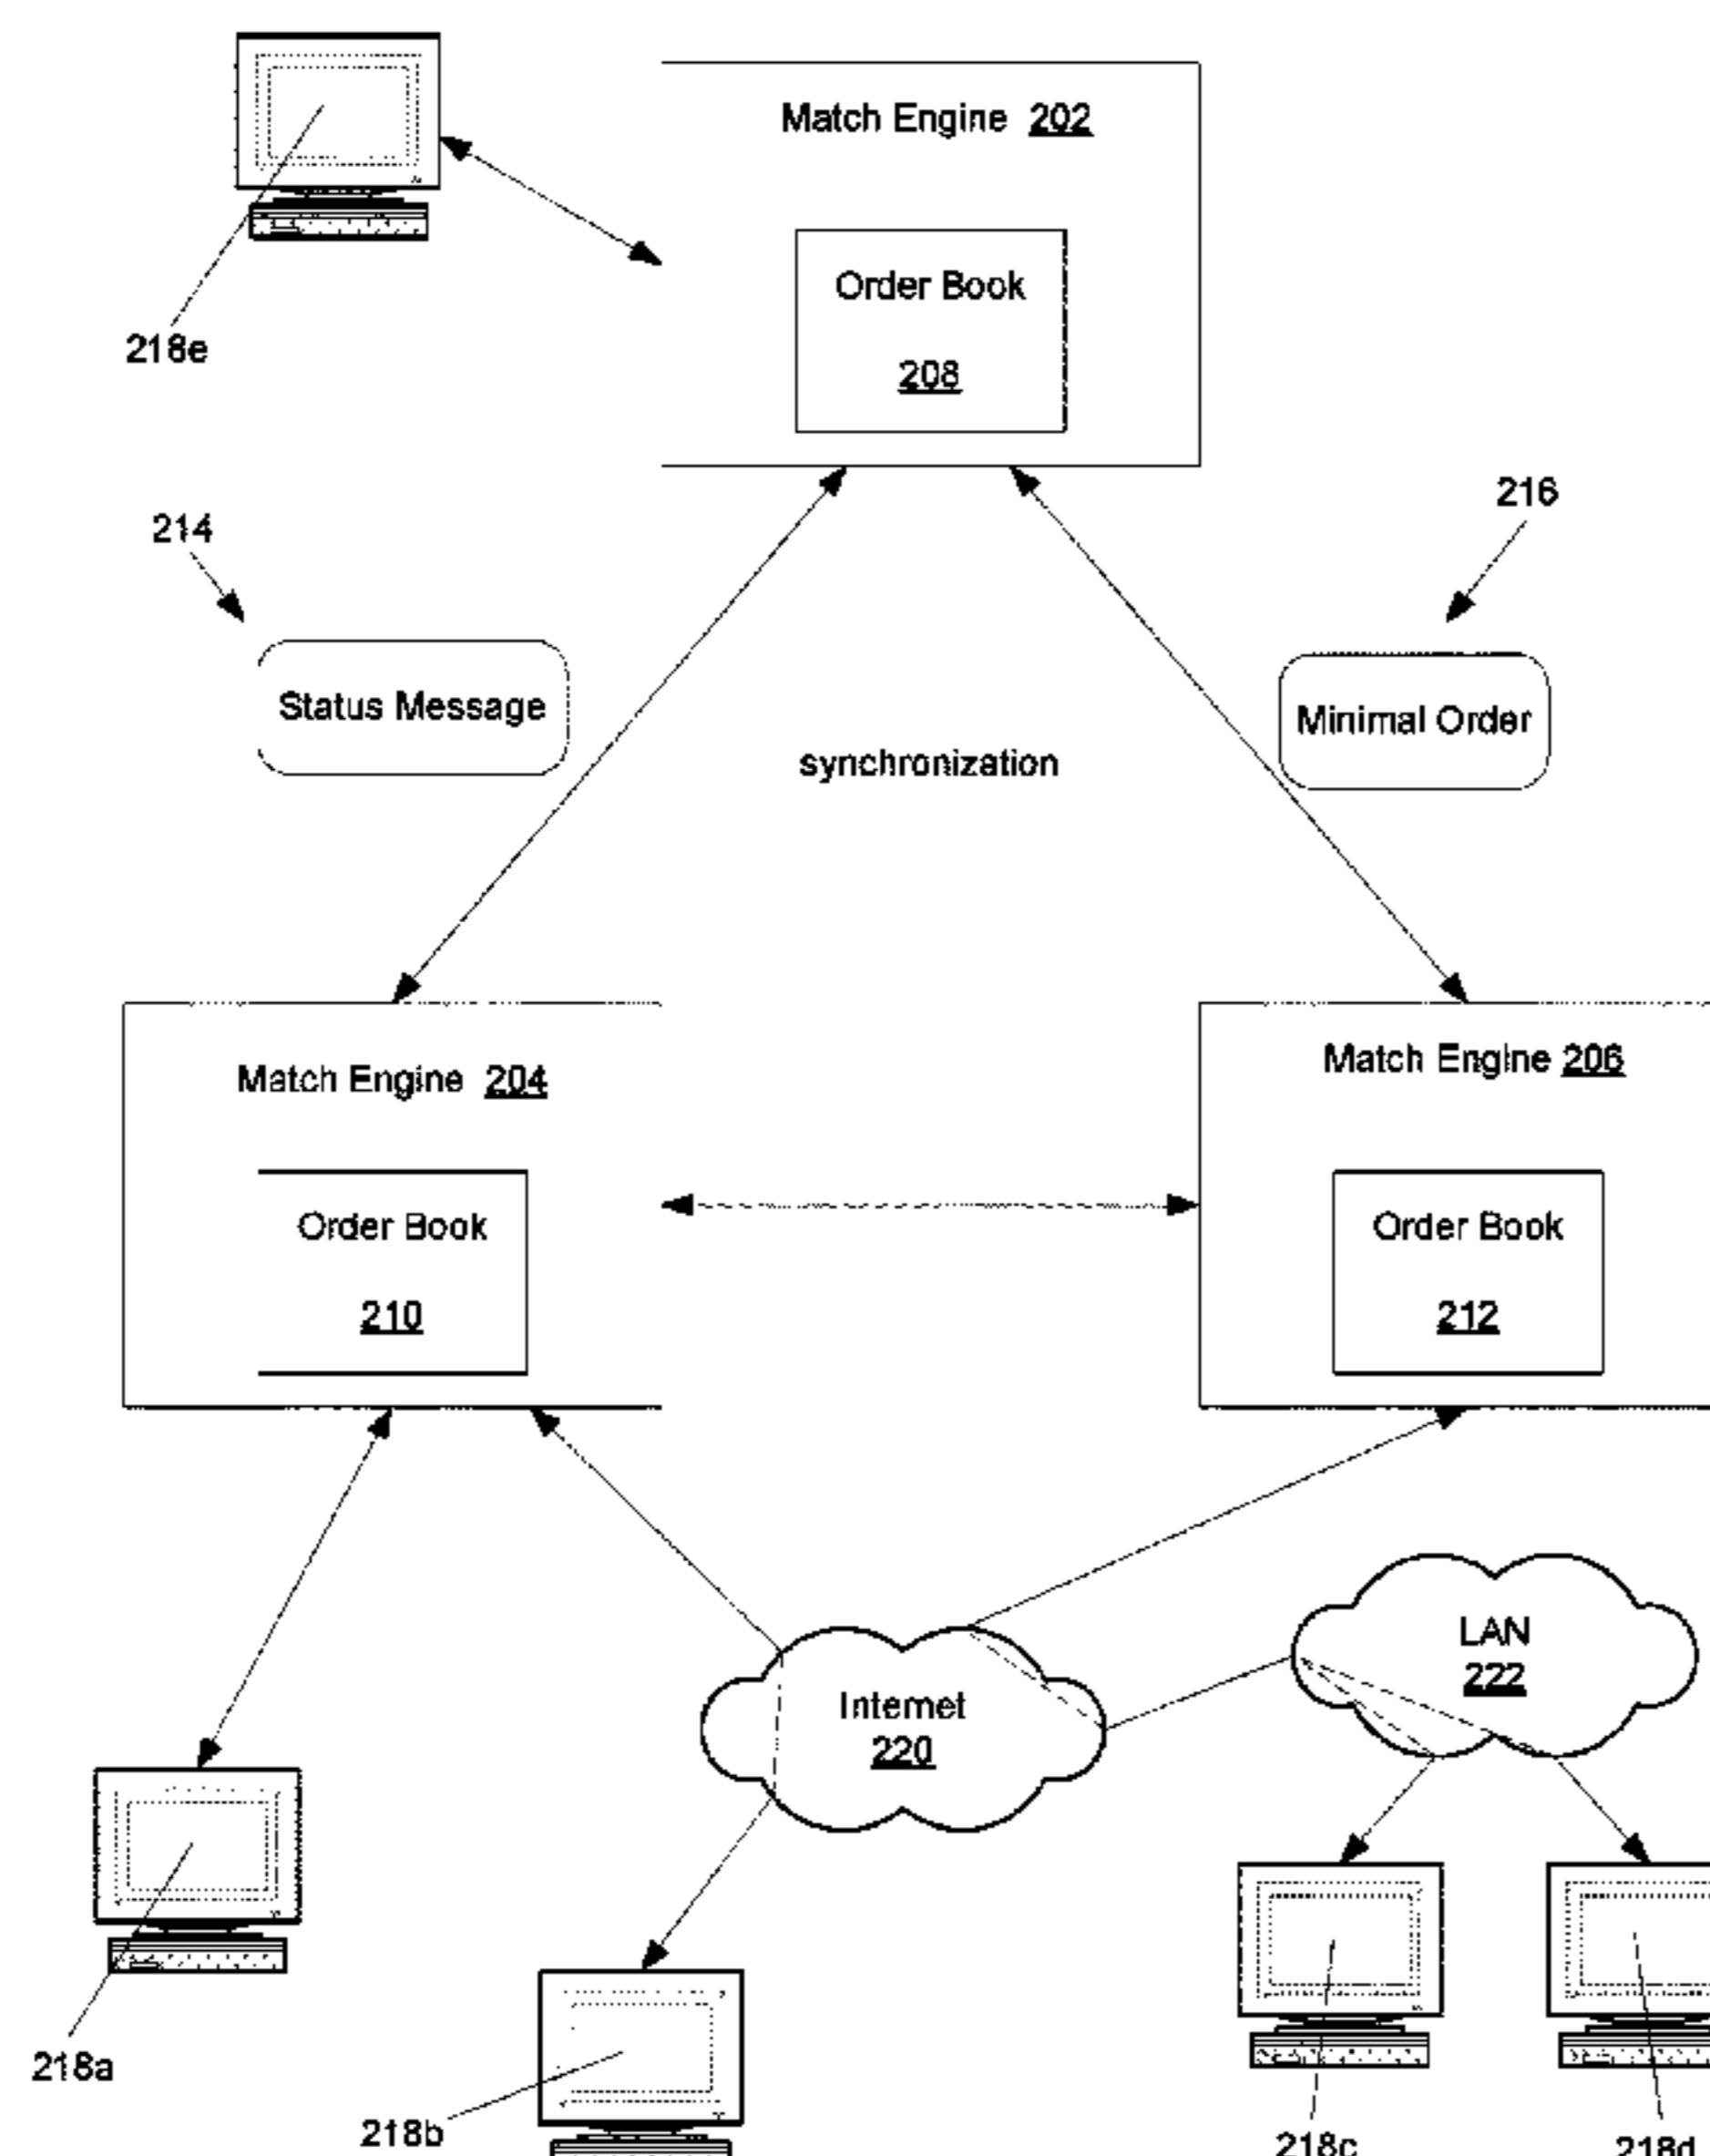 Match Engine 202
Order Book
208
218e
214
216
Status Message
Minimal Order
synchronization
Match Engine 204
Match Engine 206
Order Book
210
Order Book
212
LAN
222
Internet
220
218a
218b
218c
218d